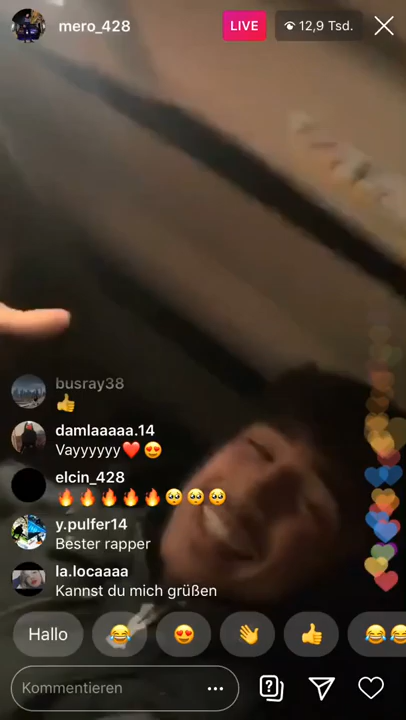 mero_428
LIVE
12,9 Tsd.
busray38
👍
damlaaaaa.14
Vayyyyyy❤️😍
elcin_428
🔥🔥🔥🔥🔥🥺🥺🥺
y.pulfer14
Bester rapper
la.locaaaa
Kannst du mich grüßen
Hallo 😂 😍 👋 👍 😂😂
Kommentieren